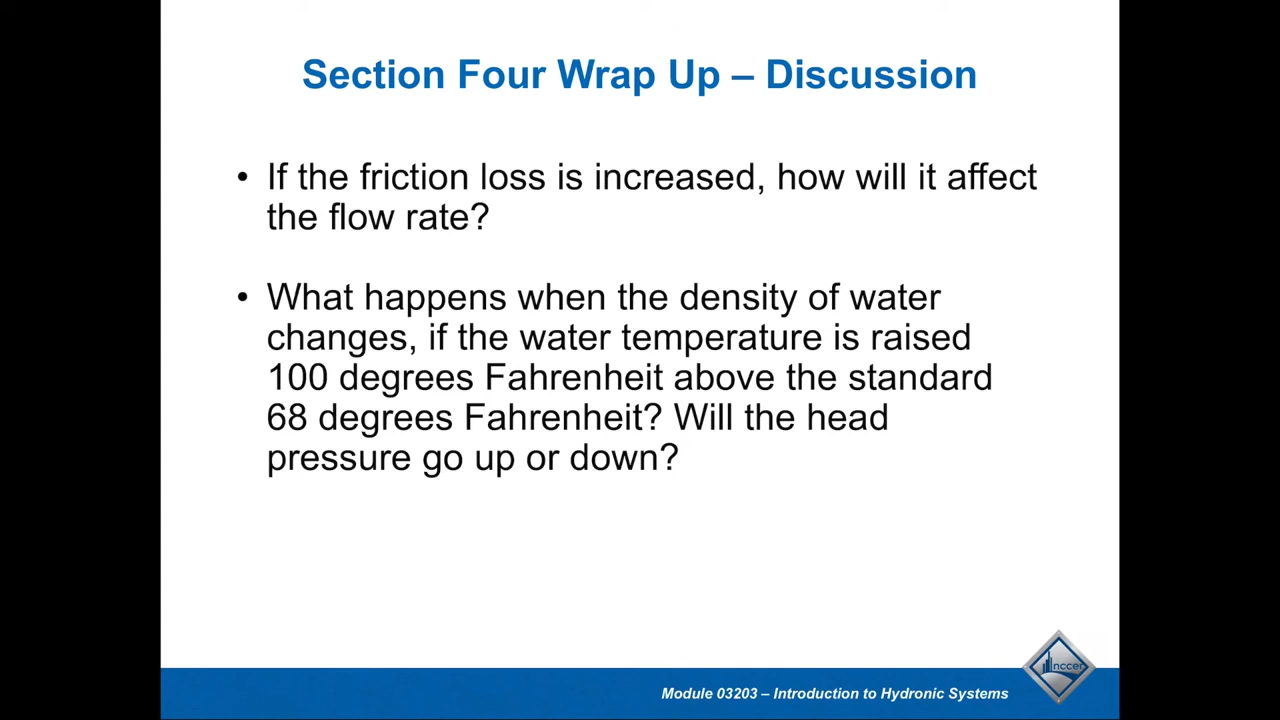 Section Four Wrap Up – Discussion
• If the friction loss is increased, how will it affect
the flow rate?
• What happens when the density of water
changes, if the water temperature is raised
100 degrees Fahrenheit above the standard
68 degrees Fahrenheit? Will the head
pressure go up or down?
nccer
Module 03203 – Introduction to Hydronic Systems